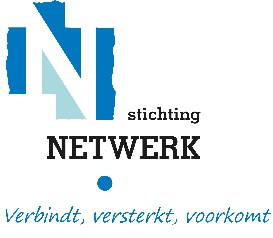 N
stichting
NETWERK
Verbindt, versterkt, voorkomt